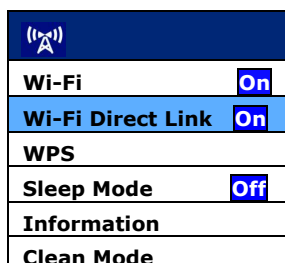 Wi-Fi On
Wi-Fi Direct Link On
WPS
Sleep Mode Off
Information
Clean Mode